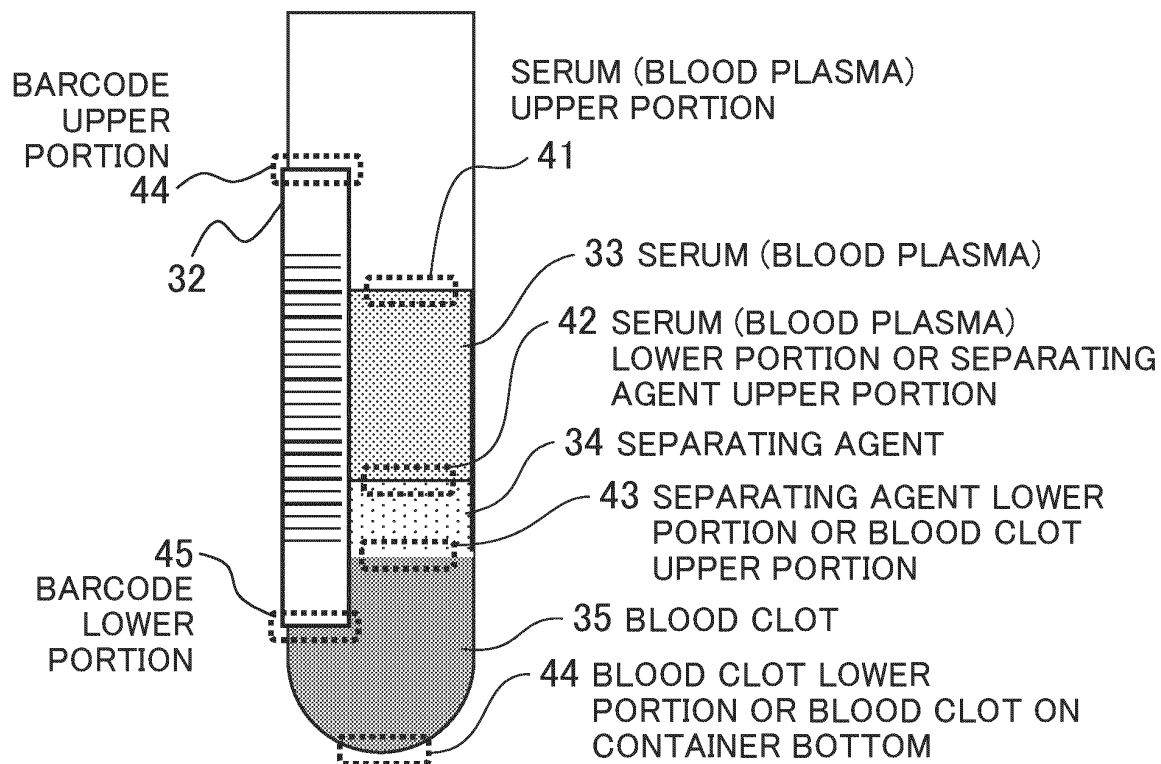 BARCODE
UPPER
PORTION
44
32
SERUM (BLOOD PLASMA)
UPPER PORTION
41
33 SERUM (BLOOD PLASMA)
42 SERUM (BLOOD PLASMA)
LOWER PORTION OR SEPARATING
AGENT UPPER PORTION
34 SEPARATING AGENT
43 SEPARATING AGENT LOWER
PORTION OR BLOOD CLOT
UPPER PORTION
45
BARCODE
LOWER
PORTION
35 BLOOD CLOT
44 BLOOD CLOT LOWER
PORTION OR BLOOD CLOT ON
CONTAINER BOTTOM